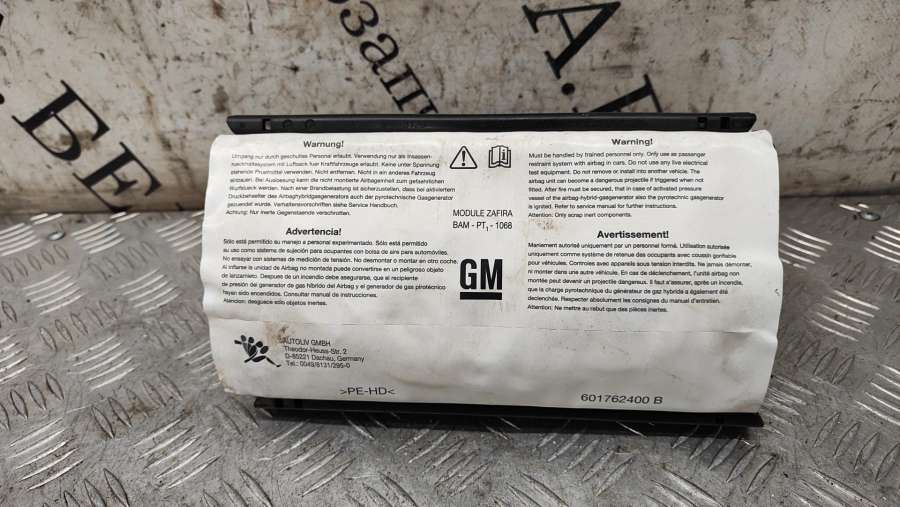 Б
Е
А.
Warnung!
Umgang nur durch geschultes Personal erlaubt. Verwendung nur als Insassen-
rückhaltesystem mit Luftsack fuer Kraftfahrzeuge erlaubt. Keine unter Spannung
stehenden Pruefmittel verwenden. Nicht entfernen. Nicht in ein anderes Fahrzeug
einbauen. Bei Ausloesung kann die nicht montierte Airbageinheit zum gefaehrlichen
Wurfstueck werden. Nach einer Brandbelastung ist sicherzustellen, dass bei aktiviertem
Druckbehaelter des Airbaghybridgasgenerators auch der pyrotechnische Gasgenerator
gezuendet wurde. Verhaltensvorschriften siehe Service Handbuch.
Achtung: Nur inerte Gegenstaende verschrotten.
Advertencia!
Sólo está permitido su manejo a personal experimentado. Sólo está permitido
su uso como sistema de sujeción para ocupantes con bolsa de aire para automóviles.
No ensayar con sistemas de medición de tensión. No desmontar o montar en otro coche.
Al inflarse la unidad de Airbag no montada puede convertirse en un peligroso objeto
de lanzamiento. Despues de un incendio debe asegurarse, que el recipiente
de presión del generador de gas híbrido del Airbag y el generador de gas pirotécnico
hayan sido encendidos. Consultar manual de instrucciones.
Atencion: desguace sólo objetos inertes.
MODULE ZAFIRA
BAM - PT1 - 1068
GM
Warning!
Must be handled by trained personnel only. Only use as passenger
restraint system with airbag in cars. Do not use any live electrical
test equipment. Do not remove or install into another vehicle. The
airbag unit can become a dangerous projectile if triggered when not
fitted. After fire must be secured, that in case of activated pressure
vessel of the airbag-hybrid-gasgenerator also the pyrotechnic gasgenerator
is ignited. Refer to service manual for further instructions.
Attention: Only scrap inert components.
Avertissement!
Maniement autorisé uniquement par un personnel formé. Utilisation autorisée
uniquement comme système de retenue des occupants avec coussin gonflable
pour véhicules. Controles avec appareils sous tension interdits. Ne jamais démonter,
ni monter dans une autre véhicule. En cas de déclenchement, l'unité airbag non
montée peut devenir un projectile dangereux. Il faut s'assurer, après un incendie,
que la charge pyrotechnique du générateur de gaz hybride a également été
declenchée. Respecter absolument les consignes du manual d'entretien.
Attention: Ne mettre au rebut que des pièces inertes.
AUTOLIV GMBH
Theodor-Heuss-Str. 2
D-85221 Dachau, Germany
Tel.: 0049/8131/295-0
>PE-HD<
601762400 B